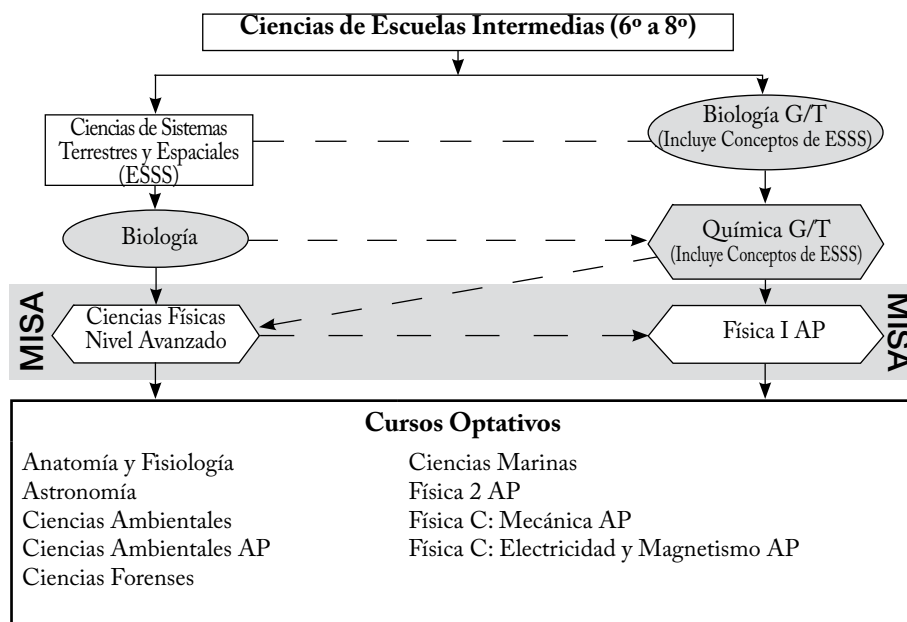 Ciencias de Escuelas Intermedias (6º a 8º)
Ciencias de Sistemas
Terrestres y Espaciales
(ESSS)
Biología G/T
(Incluye Conceptos de ESSS)
Biología
Química G/T
(Incluye Conceptos de ESSS)
MISA
Ciencias Físicas
Nivel Avanzado
Física I AP
MISA
Cursos Optativos
Anatomía y Fisiología
Astronomía
Ciencias Ambientales
Ciencias Ambientales AP
Ciencias Forenses
Ciencias Marinas
Física 2 AP
Física C: Mecánica AP
Física C: Electricidad y Magnetismo AP